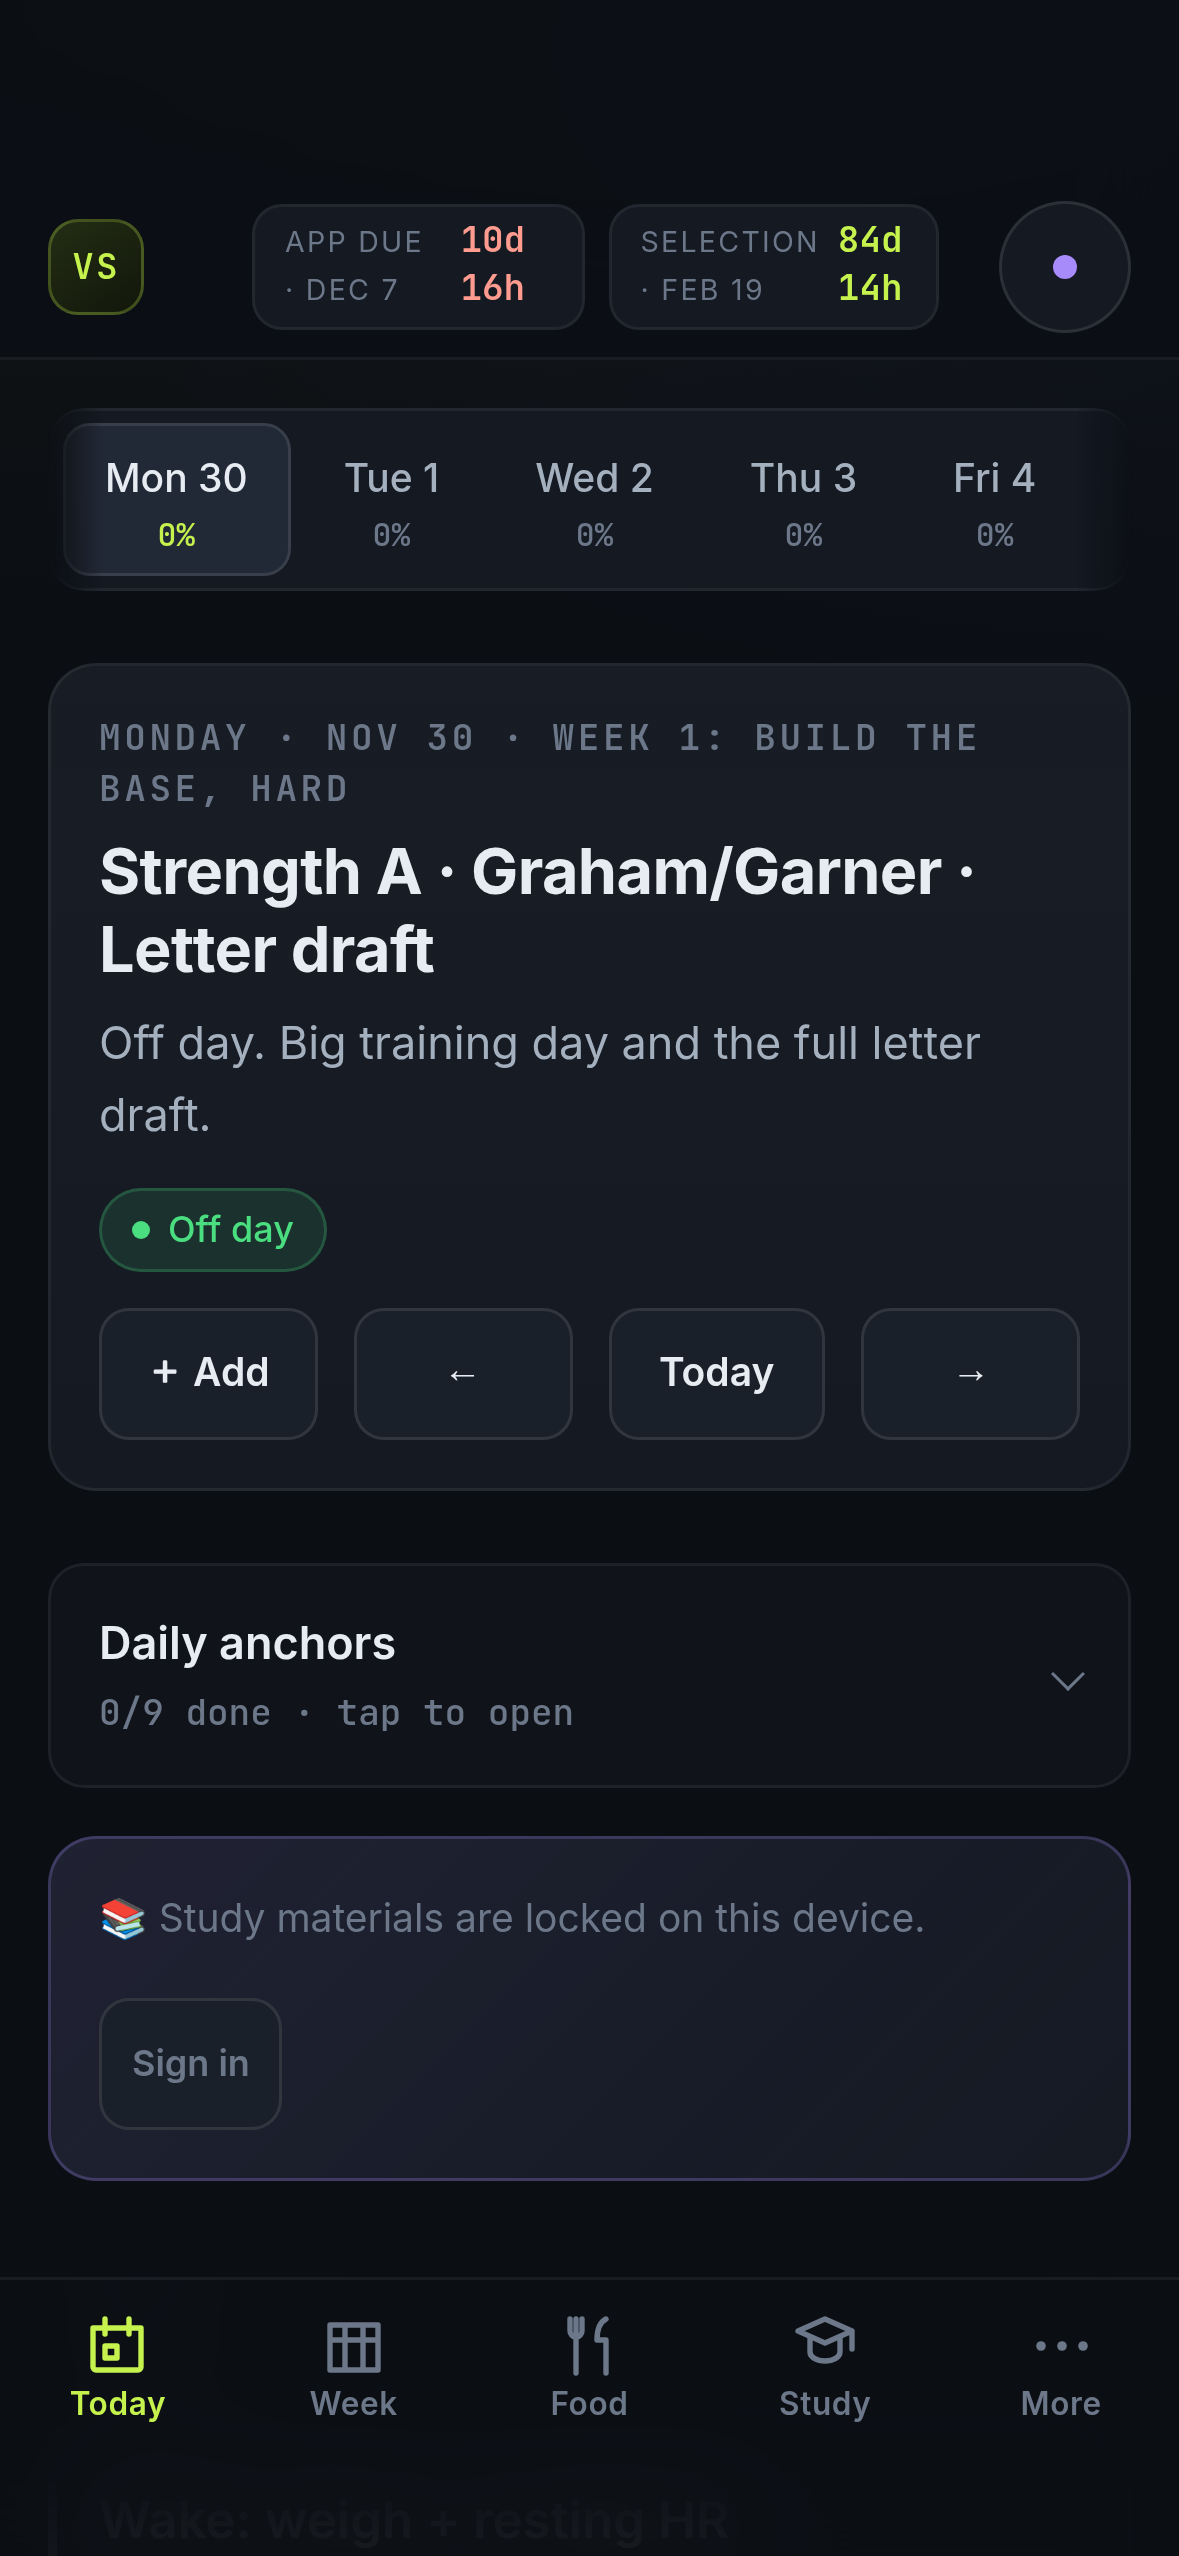 VS
APP DUE 10d
· DEC 7 16h
SELECTION 84d
· FEB 19 14h
Mon 30
0%
Tue 1
0%
Wed 2
0%
Thu 3
0%
Fri 4
0%
MONDAY · NOV 30 · WEEK 1: BUILD THE
BASE, HARD
Strength A · Graham/Garner ·
Letter draft
Off day. Big training day and the full letter
draft.
Off day
+ Add
←
Today
→
Daily anchors
0/9 done · tap to open
📚 Study materials are locked on this device.
Sign in
Today
Week
Food
Study
More
Wake: weigh + resting HR